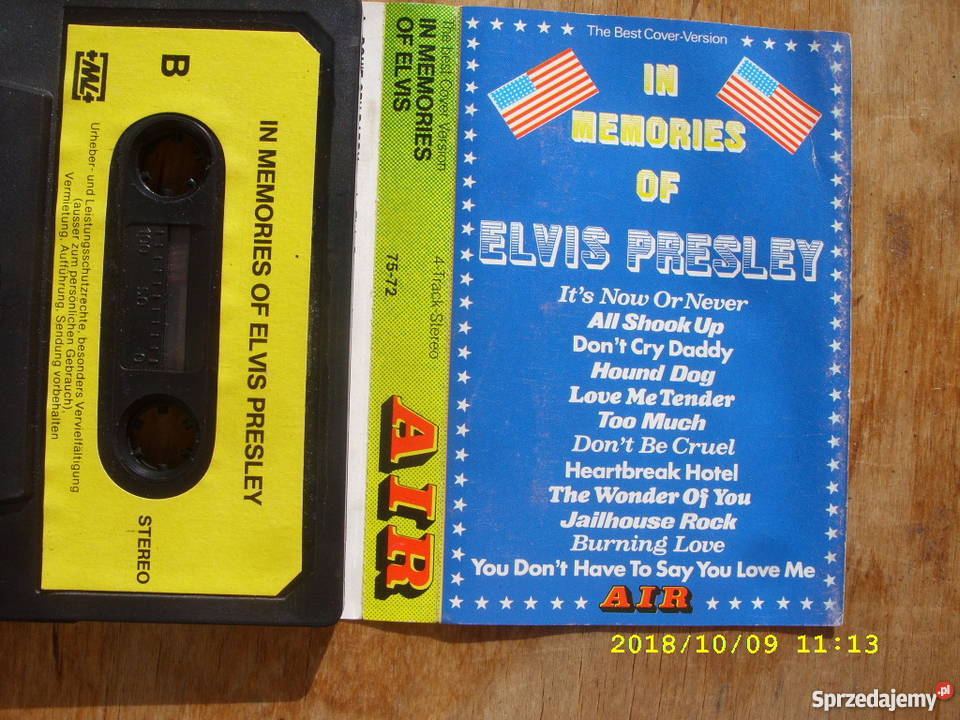 B
IN MEMORIES OF ELVIS PRESLEY
STEREO
Urheber- und Leistungsschutzrechte, besonders Vervielfältigung
(ausser zum persönlichen Gebrauch),
Vermietung, Aufführung, Sendung vorbehalten
100 50 0
The Best Cover Version
IN MEMORIES
OF ELVIS
4-Track-Stereo
75-72
AIR
The Best Cover-Version
IN
MEMORIES
OF
ELVIS PRESLEY
It's Now Or Never
All Shook Up
Don't Cry Daddy
Hound Dog
Love Me Tender
Too Much
Don't Be Cruel
Heartbreak Hotel
The Wonder Of You
Jailhouse Rock
Burning Love
You Don't Have To Say You Love Me
AIR
2018/10/09 11:13
Sprzedajemy.pl